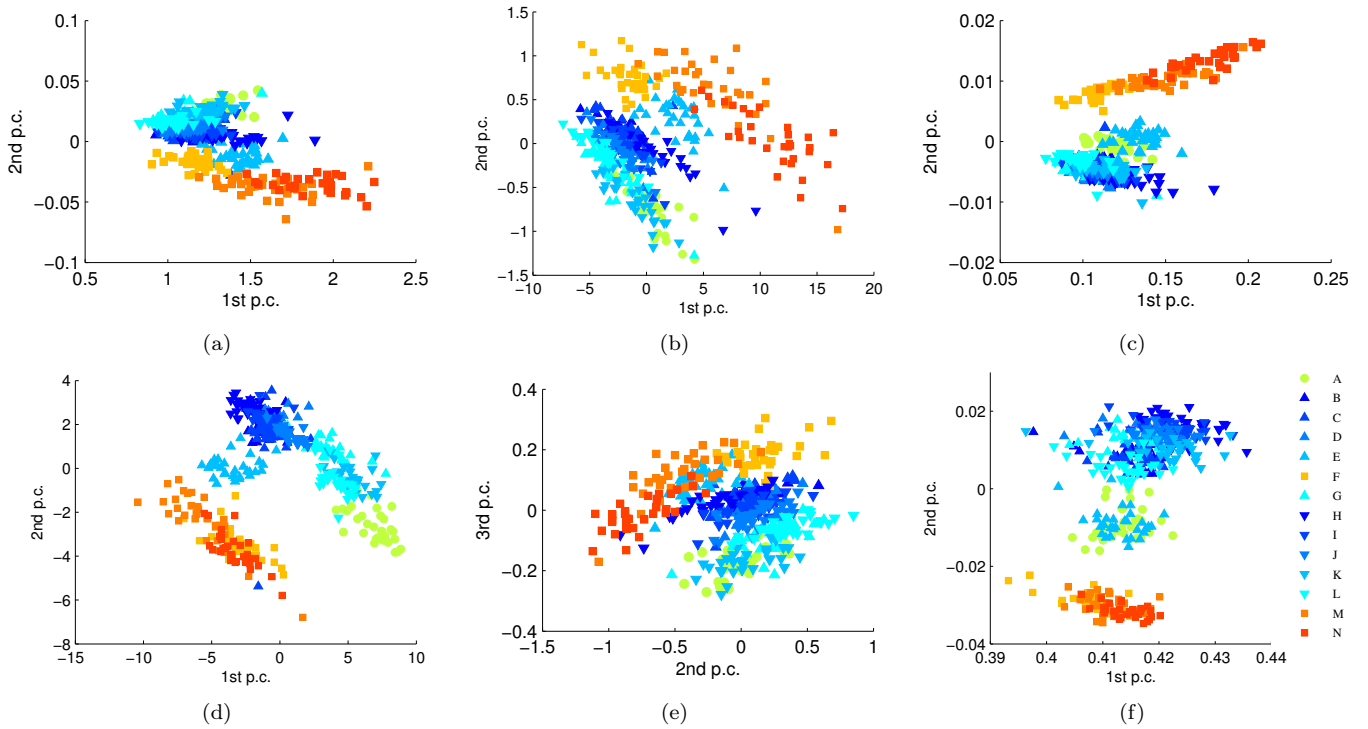 0.1
0.05
0
−0.05
−0.1
0.5
1
1.5
2
2.5
2nd p.c.
1st p.c.
(a)
1.5
1
0.5
0
−0.5
−1
−1.5
−10
−5
0
5
10
15
20
2nd p.c.
1st p.c.
(b)
0.02
0.01
0
−0.01
−0.02
0.05
0.1
0.15
0.2
0.25
2nd p.c.
1st p.c.
(c)
4
2
0
−2
−4
−6
−8
−15
−10
−5
0
5
10
2nd p.c.
1st p.c.
(d)
0.4
0.2
0
−0.2
−0.4
−1.5
−1
−0.5
0
0.5
1
3rd p.c.
2nd p.c.
(e)
0.02
0
−0.02
−0.04
0.39
0.4
0.41
0.42
0.43
0.44
2nd p.c.
1st p.c.
(f)
A
B
C
D
E
F
G
H
I
J
K
L
M
N